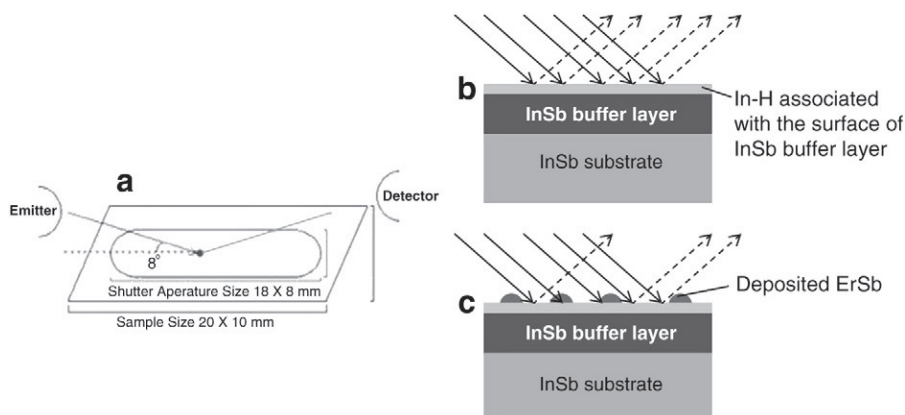 a
Emitter
Detector
8°
Shutter Aperature Size 18 X 8 mm
Sample Size 20 X 10 mm
b
In-H associated
with the surface of
InSb buffer layer
InSb buffer layer
InSb substrate
c
Deposited ErSb
InSb buffer layer
InSb substrate